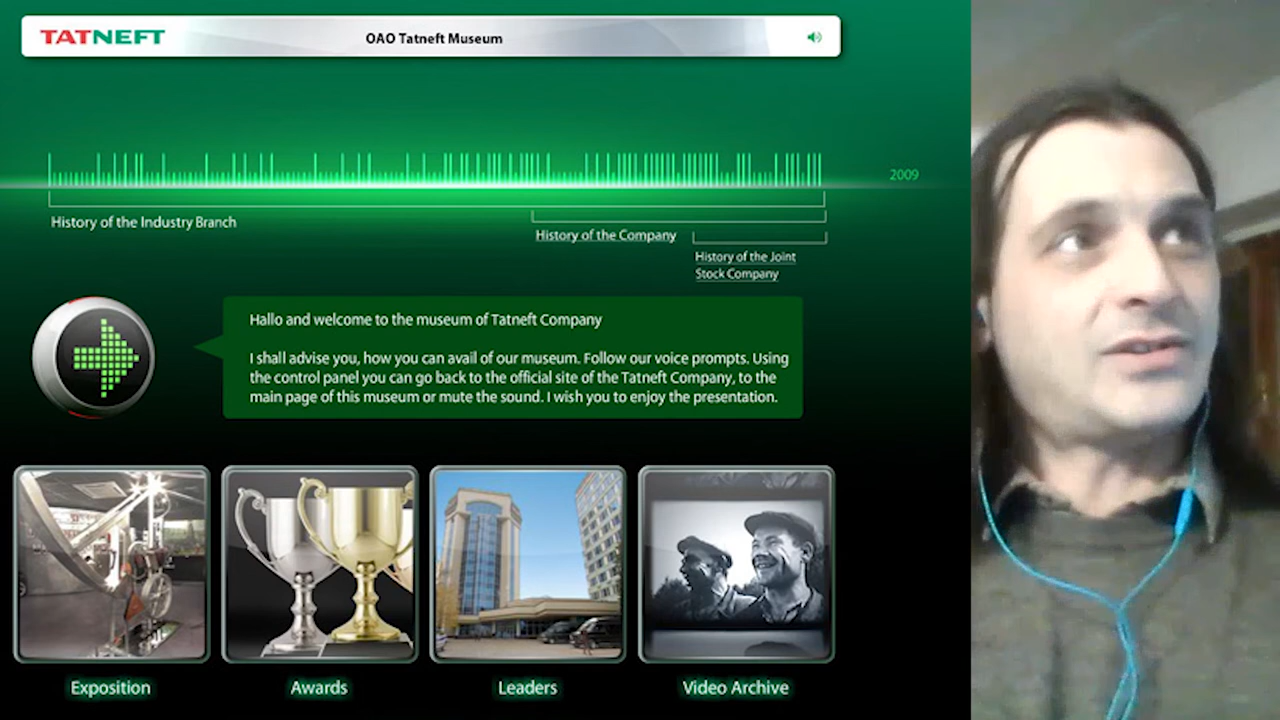 TATNEFT
OAO Tatneft Museum
2009
History of the Industry Branch
History of the Company
History of the Joint
Stock Company
Hallo and welcome to the museum of Tatneft Company
I shall advise you, how you can avail of our museum. Follow our voice prompts. Using
the control panel you can go back to the official site of the Tatneft Company, to the
main page of this museum or mute the sound. I wish you to enjoy the presentation.
Exposition
Awards
Leaders
Video Archive